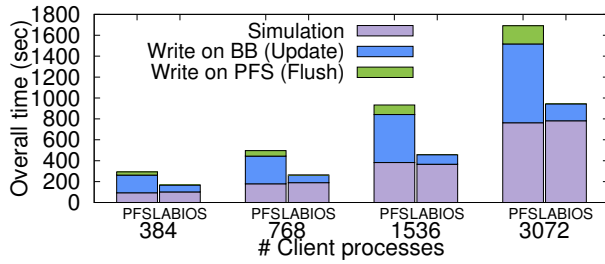 1800
1600
1400
1200
1000
800
600
400
200
0
Overall time (sec)
Simulation
Write on BB (Update)
Write on PFS (Flush)
PFSLABIOS PFSLABIOS PFSLABIOS PFSLABIOS
384 768 1536 3072
# Client processes